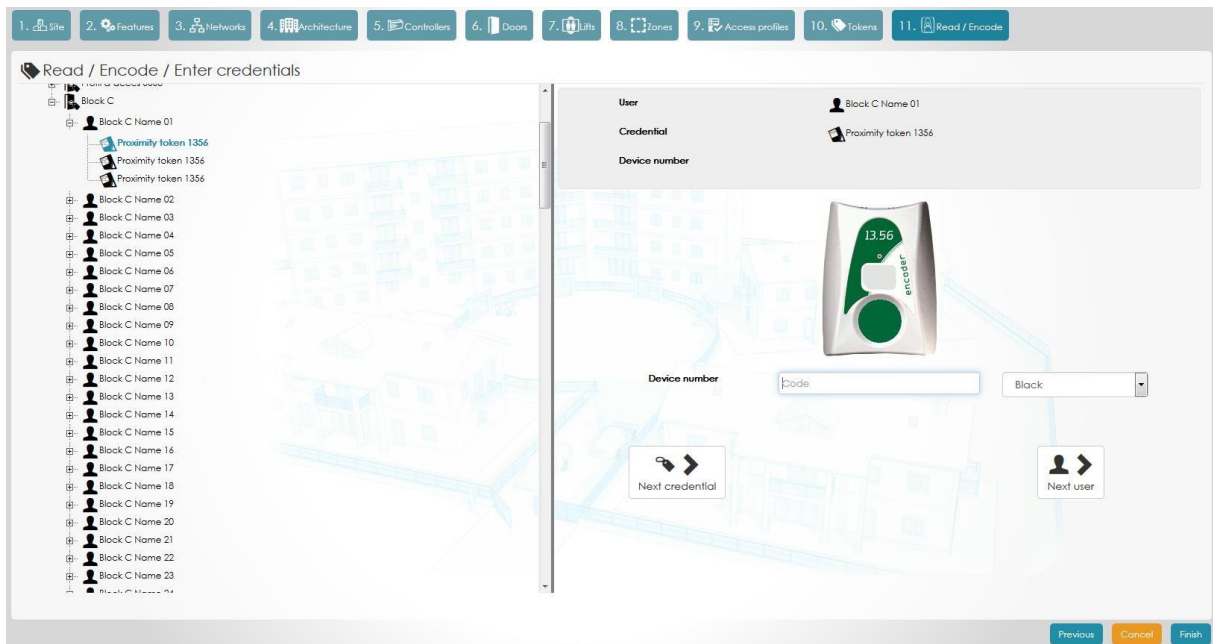 1. Site
2. Features
3. Networks
4. Architecture
5. Controllers
6. Doors
7. Lifts
8. Zones
9. Access profiles
10. Tokens
11. Read / Encode
Read / Encode / Enter credentials
Block C
Block C Name 01
Proximity token 1356
Proximity token 1356
Proximity token 1356
Block C Name 02
Block C Name 03
Block C Name 04
Block C Name 05
Block C Name 06
Block C Name 07
Block C Name 08
Block C Name 09
Block C Name 10
Block C Name 11
Block C Name 12
Block C Name 13
Block C Name 14
Block C Name 15
Block C Name 16
Block C Name 17
Block C Name 18
Block C Name 19
Block C Name 20
Block C Name 21
Block C Name 22
Block C Name 23
User Block C Name 01
Credential Proximity token 1356
Device number
13.56
encoder
Device number Code Black
Next credential
Next user
Previous Cancel Finish